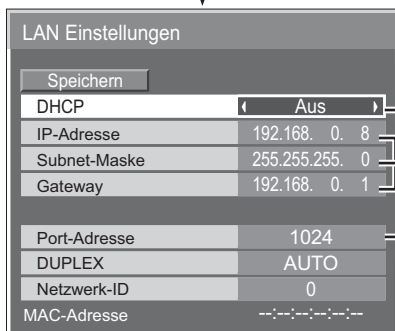 LAN Einstellungen
Speichern
DHCP Aus
IP-Adresse 192.168. 0. 8
Subnet-Maske 255.255.255. 0
Gateway 192.168. 0. 1
Port-Adresse 1024
DUPLEX AUTO
Netzwerk-ID 0
MAC-Adresse --:--:--:--:--:--